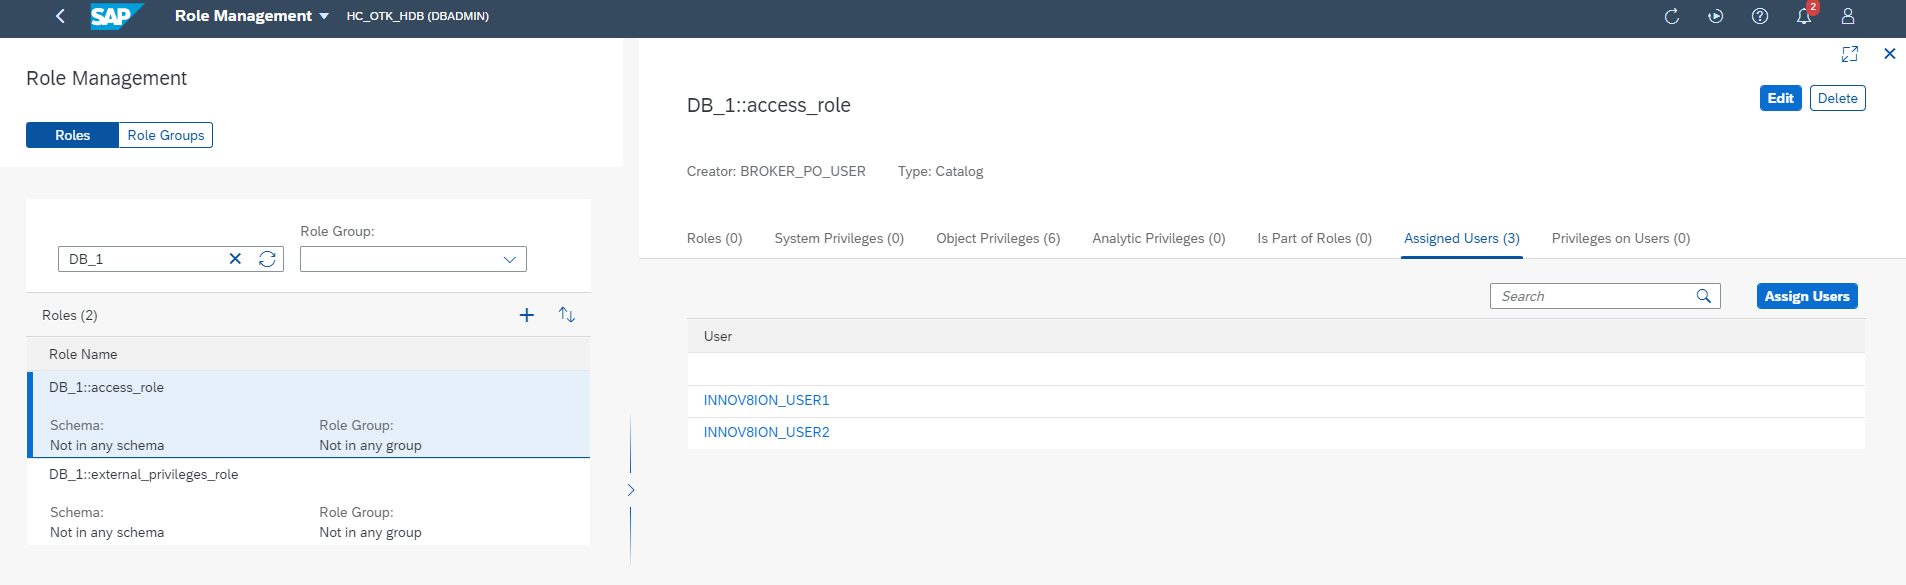 SAP Role Management HC_OTK_HDB (DBADMIN) 2
Role Management
Roles Role Groups
Role Group:
DB_1
Roles (2)
Role Name
DB_1::access_role
Schema: Role Group:
Not in any schema Not in any group
DB_1::external_privileges_role
Schema: Role Group:
Not in any schema Not in any group
DB_1::access_role Edit Delete
Creator: BROKER_PO_USER Type: Catalog
Roles (0) System Privileges (0) Object Privileges (6) Analytic Privileges (0) Is Part of Roles (0) Assigned Users (3) Privileges on Users (0)
Search Assign Users
User
INNOV8ION_USER1
INNOV8ION_USER2